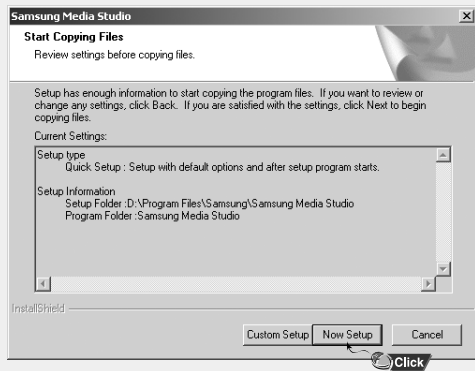 Samsung Media Studio
Start Copying Files
Review settings before copying files.
Setup has enough information to start copying the program files. If you want to review or
change any settings, click Back. If you are satisfied with the settings, click Next to begin
copying files.
Current Settings:
Setup type
Quick Setup : Setup with default options and after setup program starts.
Setup Information
Setup Folder :D:\Program Files\Samsung\Samsung Media Studio
Program Folder :Samsung Media Studio
InstallShield
Custom Setup Now Setup Cancel
Click